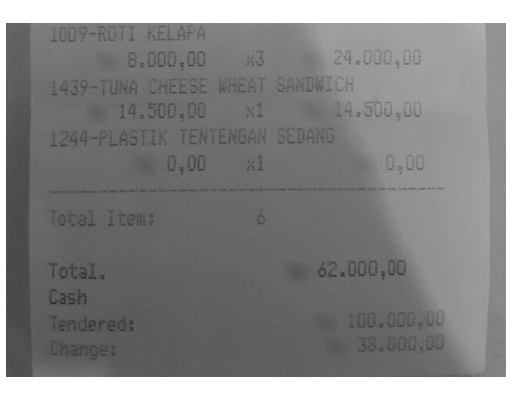 1009-ROTI KELAPA
8.000,00 x3 24.000,00
1439-TUNA CHEESE WHEAT SANDWICH
14.500,00 x1 14.500,00
1244-PLASTIK TENTENGAN SEDANG
0,00 x1 0,00
Total Item: 6
Total. 62.000,00
Cash
Tendered: 100.000,00
Change: 38.000,00